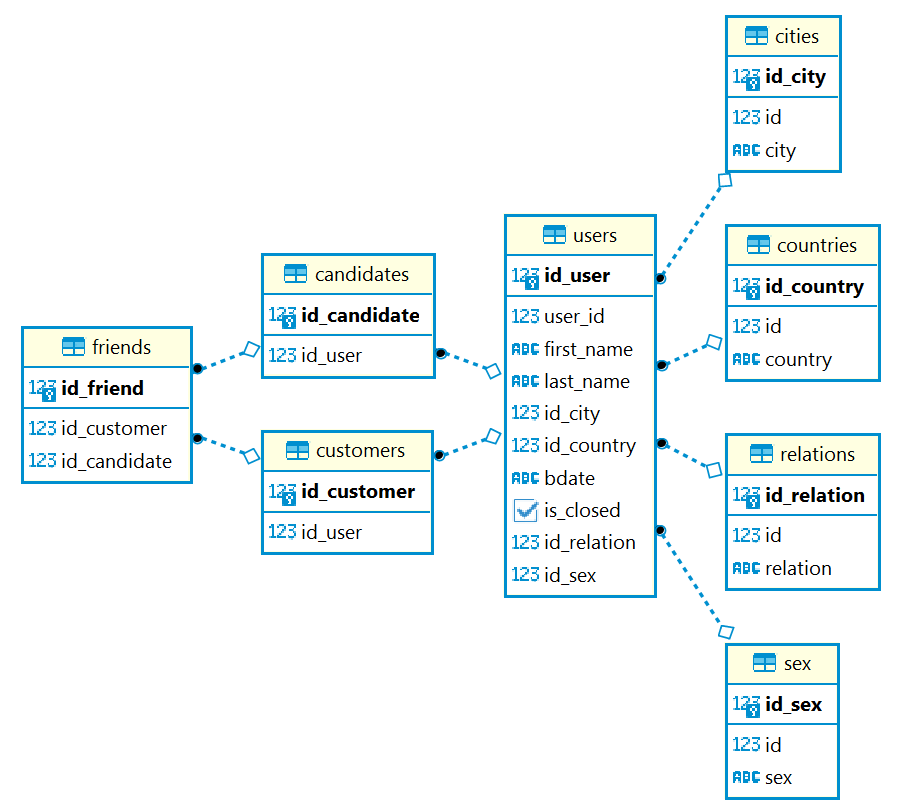 cities
123 id_city
123 id
ABC city
users
123 id_user
123 user_id
ABC first_name
ABC last_name
123 id_city
123 id_country
ABC bdate
is_closed
123 id_relation
123 id_sex
countries
123 id_country
123 id
ABC country
candidates
123 id_candidate
123 id_user
friends
123 id_friend
123 id_customer
123 id_candidate
customers
123 id_customer
123 id_user
relations
123 id_relation
123 id
ABC relation
sex
123 id_sex
123 id
ABC sex